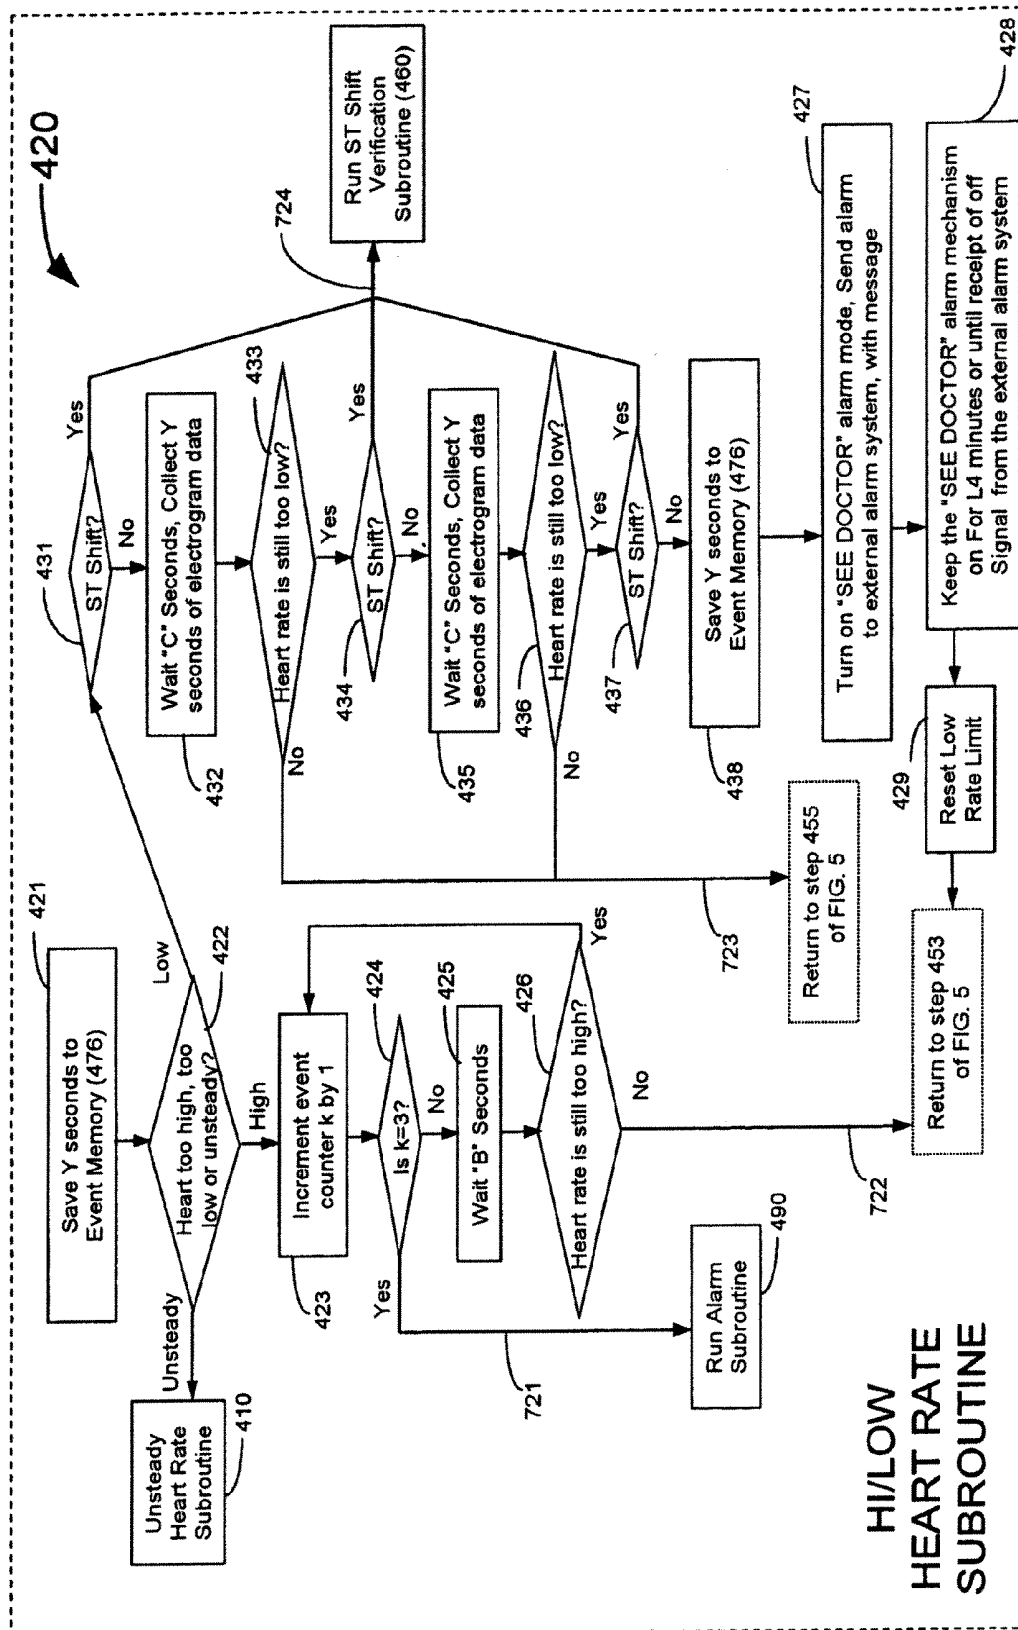 420
421
Save Y seconds to
Event Memory (476)
Heart too high, too
low or unsteady?
422
Unsteady
Low
High
Unsteady
Heart Rate
Subroutine
410
Increment event
counter k by 1
423
Is k=3?
424
Yes
No
Wait "B" Seconds
425
Heart rate is still too high?
426
Yes
No
721
Run Alarm
Subroutine
490
722
431
ST Shift?
Yes
No
Wait "C" Seconds, Collect Y
seconds of electrogram data
432
433
Heart rate is still too low?
No
Yes
434
ST Shift?
Yes
No
724
Run ST Shift
Verification
Subroutine (460)
Wait "C" Seconds, Collect Y
seconds of electrogram data
435
436
Heart rate is still too low?
No
Yes
437
ST Shift?
Yes
No
Save Y seconds to
Event Memory (476)
438
723
Return to step 455
of FIG. 5
427
Turn on "SEE DOCTOR" alarm mode, Send alarm
to external alarm system, with message
Keep the "SEE DOCTOR" alarm mechanism
on For L4 minutes or until receipt of off
Signal from the external alarm system
428
Reset Low
Rate Limit
429
Return to step 453
of FIG. 5
HI/LOW
HEART RATE
SUBROUTINE